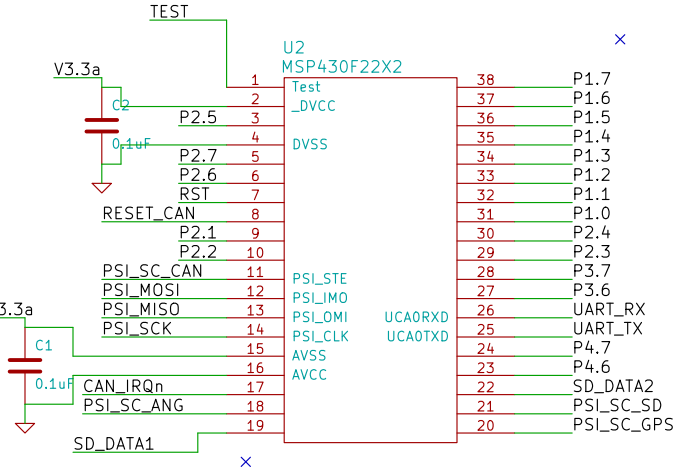 TEST
U2
MSP430F22X2
V3.3a
C2
0.1uF
1 Test 38 P1.7
2 _DVCC 37 P1.6
P2.5 3 36 P1.5
4 DVSS 35 P1.4
P2.7 5 34 P1.3
P2.6 6 33 P1.2
RST 7 32 P1.1
RESET_CAN 8 31 P1.0
P2.1 9 30 P2.4
P2.2 10 29 P2.3
PSI_SC_CAN 11 PSI_STE 28 P3.7
PSI_MOSI 12 PSI_IMO 27 P3.6
PSI_MISO 13 PSI_OMI UCA0RXD 26 UART_RX
PSI_SCK 14 PSI_CLK UCA0TXD 25 UART_TX
3.3a
C1
0.1uF
15 AVSS 24 P4.7
16 AVCC 23 P4.6
CAN_IRQn 17 22 SD_DATA2
PSI_SC_ANG 18 21 PSI_SC_SD
SD_DATA1 19 20 PSI_SC_GPS